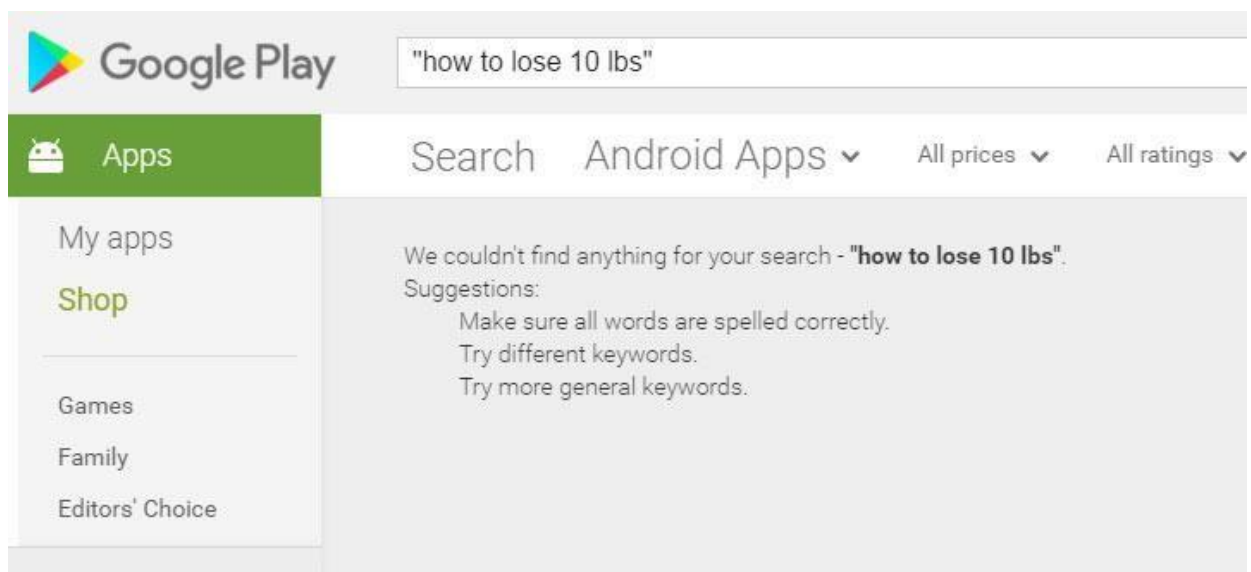 Google Play
"how to lose 10 lbs"
Apps
Search Android Apps All prices All ratings
My apps
Shop
Games
Family
Editors' Choice
We couldn't find anything for your search - "how to lose 10 lbs".
Suggestions:
Make sure all words are spelled correctly.
Try different keywords.
Try more general keywords.